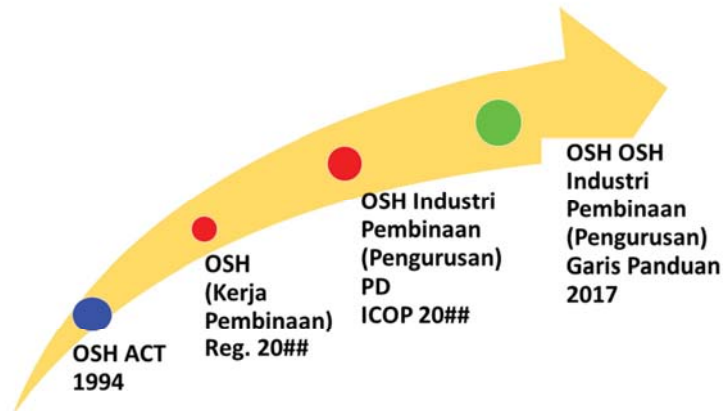 OSH ACT
1994
OSH
(Kerja
Pembinaan)
Reg. 20##
OSH Industri
Pembinaan
(Pengurusan)
PD
ICOP 20##
OSH OSH
Industri
Pembinaan
(Pengurusan)
Garis Panduan
2017